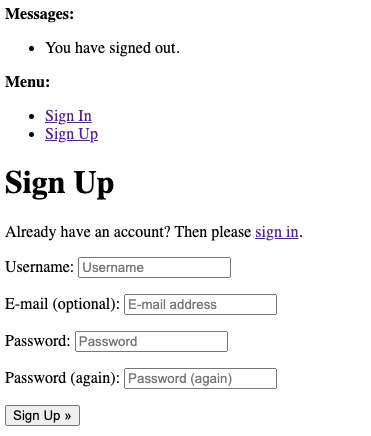 Messages:
You have signed out.
Menu:
Sign In
Sign Up
Sign Up
Already have an account? Then please sign in.
Username: Username
E-mail (optional): E-mail address
Password: Password
Password (again): Password (again)
Sign Up »